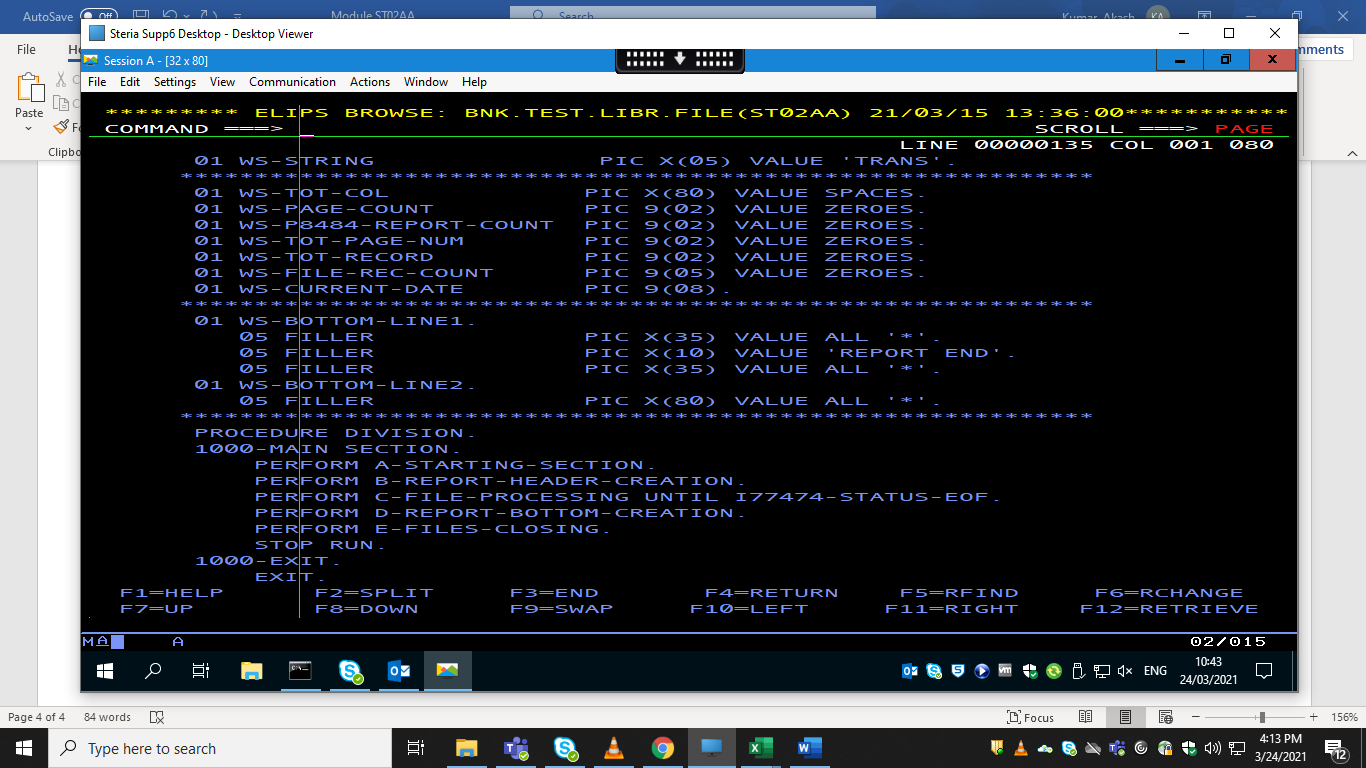 AutoSave Off Module ST02AA Search Kumar, Akash KA
Steria Supp6 Desktop - Desktop Viewer
File
Paste
Session A - [32 x 80]
File Edit Settings View Communication Actions Window Help
********* ELIPS BROWSE: BNK.TEST.LIBR.FILE(ST02AA) 21/03/15 13:36:00***********
COMMAND ===> SCROLL ===> PAGE
LINE 00000135 COL 001 080
01 WS-STRING PIC X(05) VALUE 'TRANS'.
*************************************************************
01 WS-TOT-COL PIC X(80) VALUE SPACES.
01 WS-PAGE-COUNT PIC 9(02) VALUE ZEROES.
01 WS-P8484-REPORT-COUNT PIC 9(02) VALUE ZEROES.
01 WS-TOT-PAGE-NUM PIC 9(02) VALUE ZEROES.
01 WS-TOT-RECORD PIC 9(02) VALUE ZEROES.
01 WS-FILE-REC-COUNT PIC 9(05) VALUE ZEROES.
01 WS-CURRENT-DATE PIC 9(08).
*************************************************************
01 WS-BOTTOM-LINE1.
05 FILLER PIC X(35) VALUE ALL '*'.
05 FILLER PIC X(10) VALUE 'REPORT END'.
05 FILLER PIC X(35) VALUE ALL '*'.
01 WS-BOTTOM-LINE2.
05 FILLER PIC X(80) VALUE ALL '*'.
*************************************************************
PROCEDURE DIVISION.
1000-MAIN SECTION.
PERFORM A-STARTING-SECTION.
PERFORM B-REPORT-HEADER-CREATION.
PERFORM C-FILE-PROCESSING UNTIL I77474-STATUS-EOF.
PERFORM D-REPORT-BOTTOM-CREATION.
PERFORM E-FILES-CLOSING.
STOP RUN.
1000-EXIT.
EXIT.
F1=HELP F2=SPLIT F3=END F4=RETURN F5=RFIND F6=RCHANGE
F7=UP F8=DOWN F9=SWAP F10=LEFT F11=RIGHT F12=RETRIEVE
MA A 02/015
ENG 10:43
24/03/2021
Page 4 of 4 84 words Focus 156%
Type here to search 4:13 PM
3/24/2021 12